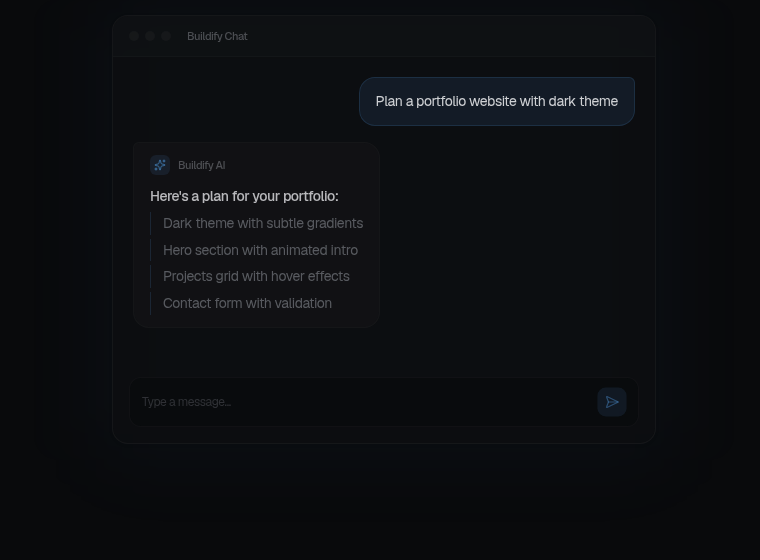 Buildify Chat
Plan a portfolio website with dark theme
Buildify AI
Here's a plan for your portfolio:
Dark theme with subtle gradients
Hero section with animated intro
Projects grid with hover effects
Contact form with validation
Type a message...